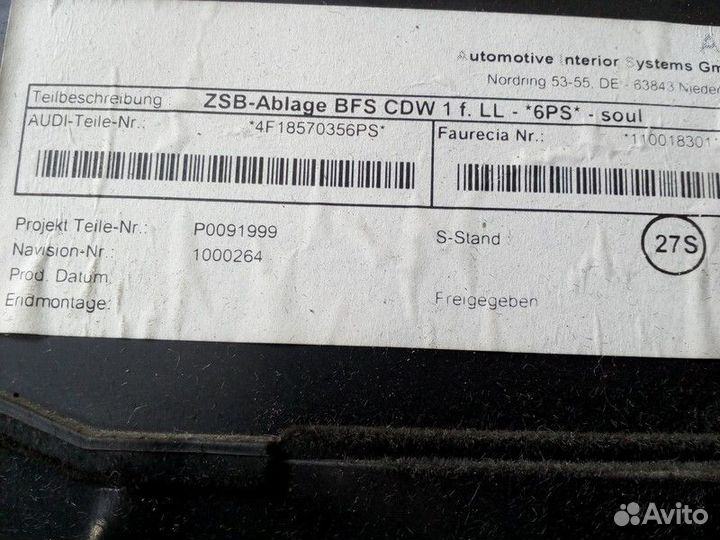 Automotive Interior Systems Gm
Nordring 53-55, DE - 63843 Nieder
Teilbeschreibung: ZSB-Ablage BFS CDW 1 f. LL - *6PS* - soul
AUDI-Teile-Nr.: *4F18570356PS*
Faurecia Nr.: *110018301
Projekt Teile-Nr.: P0091999
Navision-Nr.: 1000264
S-Stand: 27S
Prod. Datum:
Endmontage:
Freigegeben
Avito